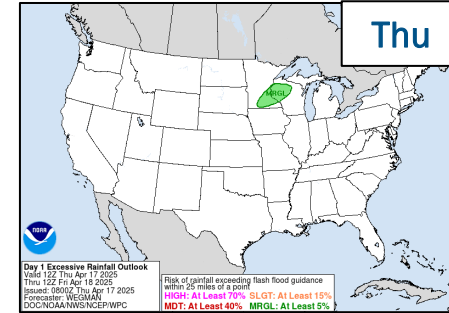 Thu
MRGL
NOAA
Day 1 Excessive Rainfall Outlook
Valid 12Z Thu Apr 17 2025
Thru 12Z Fri Apr 18 2025
Issued: 0800Z Thu Apr 17 2025
Forecaster: WEGMAN
DOC/NOAA/NWS/NCEP/WPC
Risk of rainfall exceeding flash flood guidance
within 25 miles of a point
HIGH: At Least 70% SLGT: At Least 15%
MDT: At Least 40% MRGL: At Least 5%